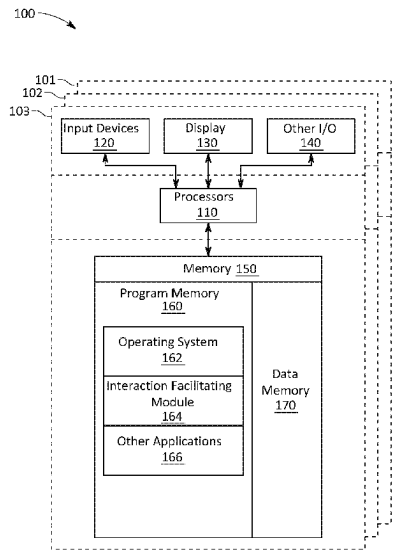 100
101
102
103
Input Devices
120
Display
130
Other I/O
140
Processors
110
Memory 150
Program Memory
160
Operating System
162
Interaction Facilitating
Module
164
Other Applications
166
Data
Memory
170